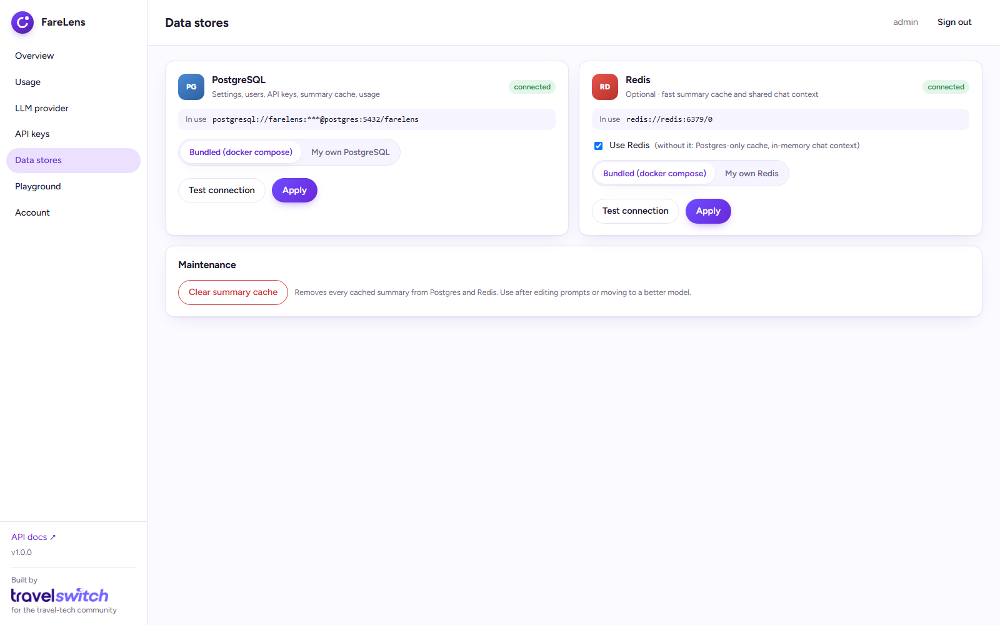 FareLens
Overview
Usage
LLM provider
API keys
Data stores
Playground
Account
API docs ↗
v1.0.0
Built by
travelswitch
for the travel-tech community
Data stores
admin
Sign out
PG
PostgreSQL
Settings, users, API keys, summary cache, usage
connected
In use postgresql://farelens:***@postgres:5432/farelens
Bundled (docker compose)
My own PostgreSQL
Test connection
Apply
RD
Redis
Optional · fast summary cache and shared chat context
connected
In use redis://redis:6379/0
Use Redis (without it: Postgres-only cache, in-memory chat context)
Bundled (docker compose)
My own Redis
Test connection
Apply
Maintenance
Clear summary cache
Removes every cached summary from Postgres and Redis. Use after editing prompts or moving to a better model.